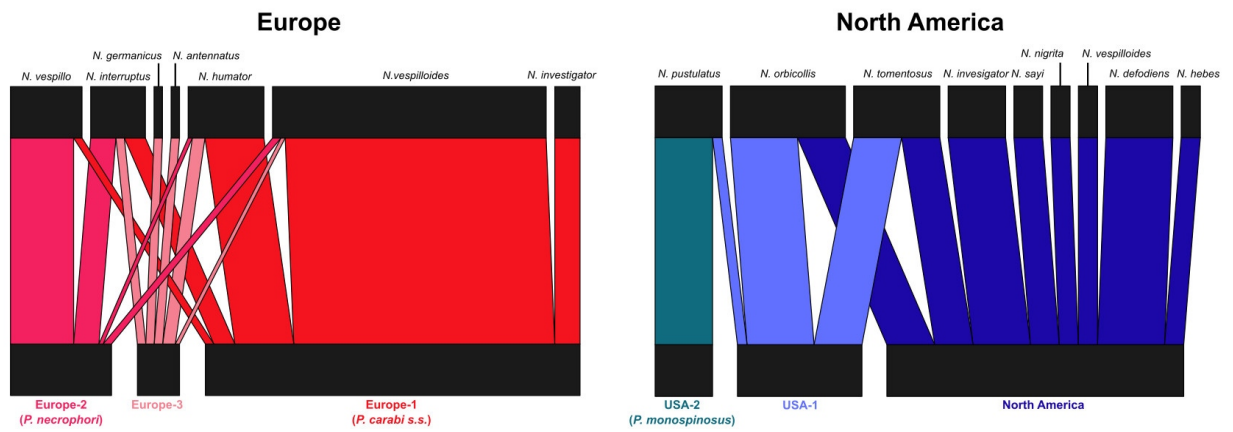 Europe
North America
N. germanicus N. antennatus
N. nigrita N. vespilloides
N. vespillo N. interruptus N. humator N.vespilloides N. investigator
N. pustulatus N. orbicollis N. tomentosus N. invesigator N. sayi N. defodiens N. hebes
Europe-2 Europe-3 Europe-1
(P. necrophori) (P. carabi s.s.)
USA-2 USA-1 North America
(P. monospinosus)